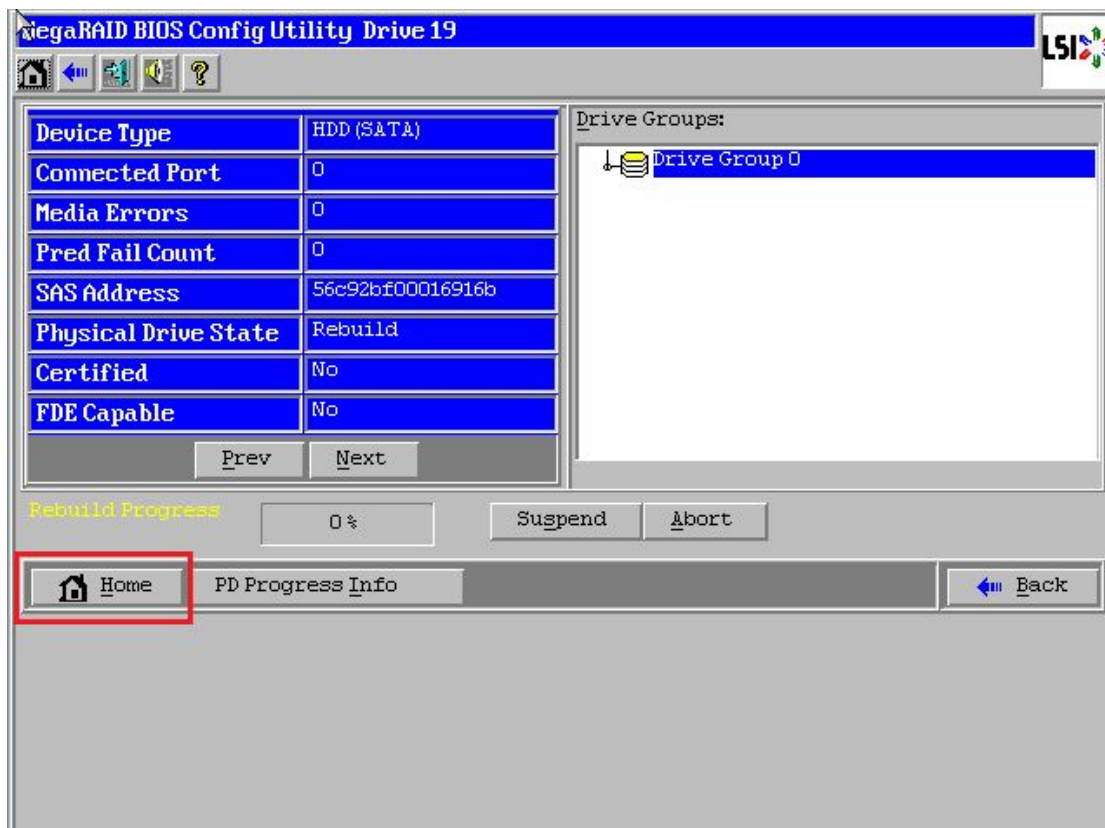 MegaRAID BIOS Config Utility Drive 19
LSI
?
Device Type HDD (SATA)
Connected Port 0
Media Errors 0
Pred Fail Count 0
SAS Address 56c92bf00016916b
Physical Drive State Rebuild
Certified No
FDE Capable No
Prev Next
Drive Groups:
Drive Group 0
Rebuild Progress 0 % Suspend Abort
Home PD Progress Info Back